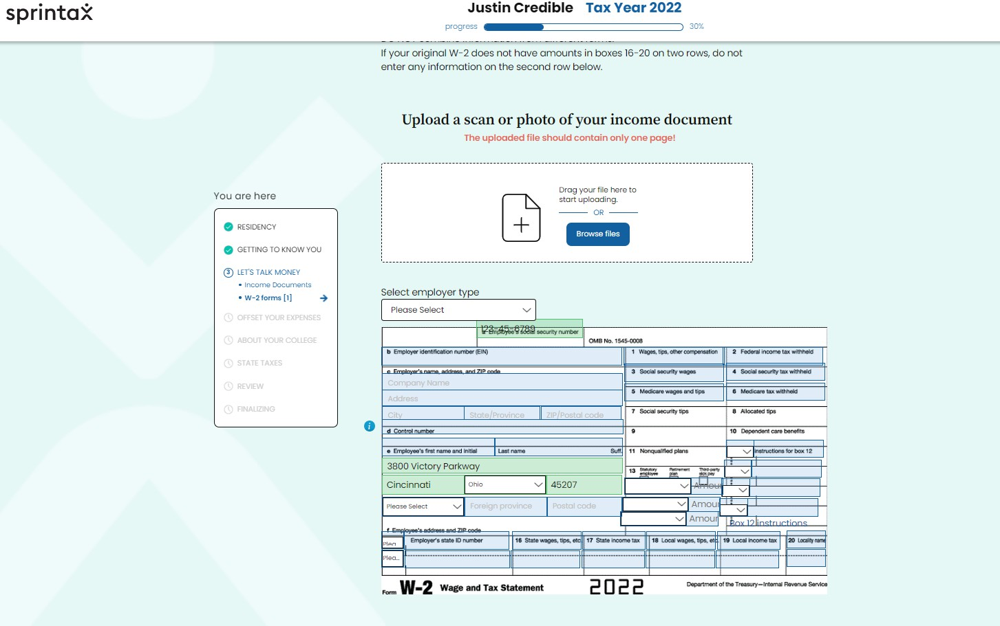 sprintax
Justin Credible Tax Year 2022
progress 30%
If your original W-2 does not have amounts in boxes 16-20 on two rows, do not
enter any information on the second row below.
Upload a scan or photo of your income document
The uploaded file should contain only one page!
Drag your file here to
start uploading.
OR
Browse files
You are here
RESIDENCY
GETTING TO KNOW YOU
3 LET'S TALK MONEY
• Income Documents
• W-2 forms [1]
OFFSET YOUR EXPENSES
ABOUT YOUR COLLEGE
STATE TAXES
REVIEW
FINALIZING
Select employer type
Please Select
123-45-6789
a Employee's social security number
OMB No. 1545-0008
b Employer identification number (EIN)
1 Wages, tips, other compensation
2 Federal income tax withheld
c Employer's name, address, and ZIP code
3 Social security wages
4 Social security tax withheld
Company Name
5 Medicare wages and tips
6 Medicare tax withheld
Address
City State/Province ZIP/Postal code
7 Social security tips
8 Allocated tips
i
d Control number
9
10 Dependent care benefits
e Employee's first name and initial Last name Suff.
11 Nonqualified plans
instructions for box 12
3800 Victory Parkway
13 Statutory employee Retirement plan Third-party sick pay
Cincinnati Ohio 45207
Amour
Please Select Foreign province Postal code
Amour
Amour
Box 12 instructions
f Employee's address and ZIP code
Plea Employer's state ID number 16 State wages, tips, etc. 17 State income tax 18 Local wages, tips, etc. 19 Local income tax 20 Locality name
Plea...
Form W-2 Wage and Tax Statement 2022 Department of the Treasury—Internal Revenue Service